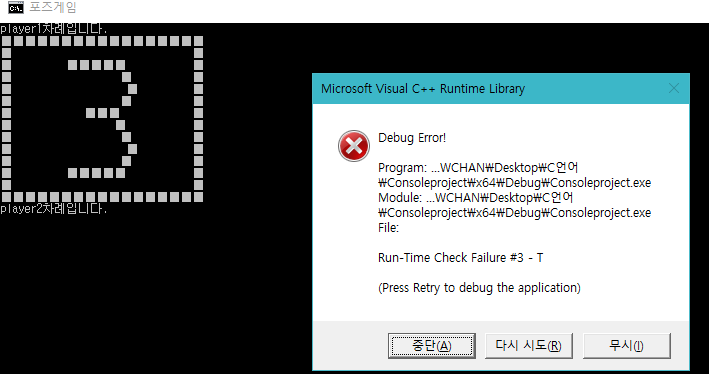 포즈게임
player1차례입니다.
player2차례입니다.
Microsoft Visual C++ Runtime Library
Debug Error!
Program: ...WCHAN₩Desktop₩C언어
₩Consoleproject₩x64₩Debug₩Consoleproject.exe
Module: ...WCHAN₩Desktop₩C언어
₩Consoleproject₩x64₩Debug₩Consoleproject.exe
File:
Run-Time Check Failure #3 - T
(Press Retry to debug the application)
중단(A) 다시 시도(R) 무시(I)